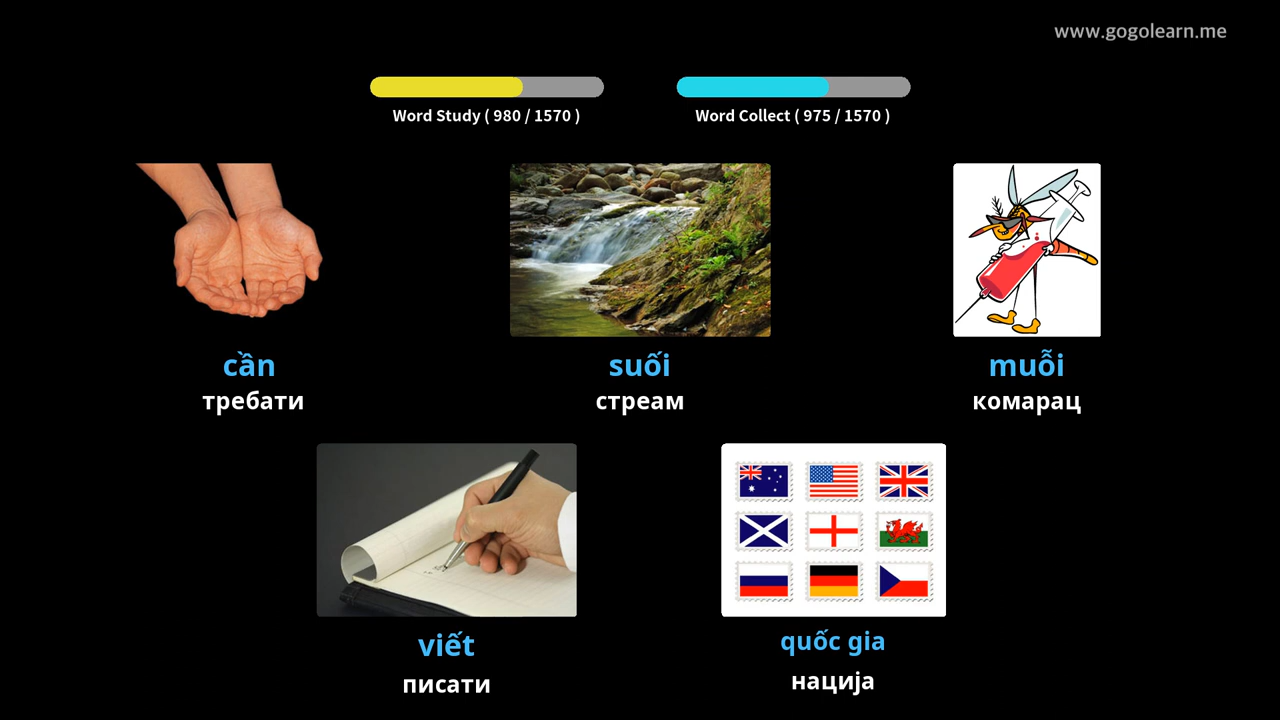 www.gogolearn.me
Word Study ( 980 / 1570 )
Word Collect ( 975 / 1570 )
cần
требати
suối
стреам
muỗi
комарац
viết
писати
quốc gia
нација